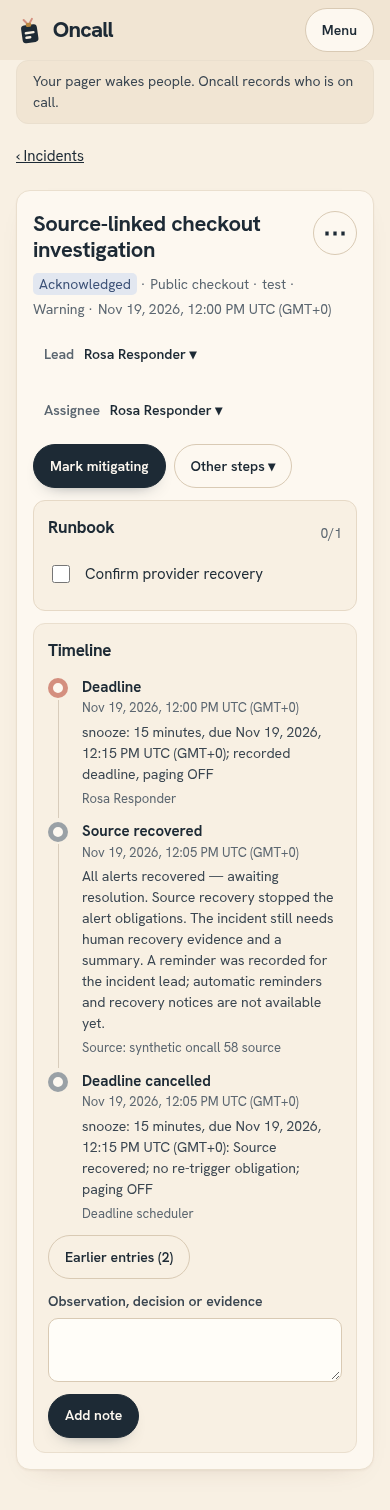 Oncall
Menu
Your pager wakes people. Oncall records who is on
call.
‹ Incidents
Source-linked checkout
investigation
...
Acknowledged · Public checkout · test ·
Warning · Nov 19, 2026, 12:00 PM UTC (GMT+0)
Lead Rosa Responder ▾
Assignee Rosa Responder ▾
Mark mitigating
Other steps ▾
Runbook
0/1
Confirm provider recovery
Timeline
Deadline
Nov 19, 2026, 12:00 PM UTC (GMT+0)
snooze: 15 minutes, due Nov 19, 2026,
12:15 PM UTC (GMT+0); recorded
deadline, paging OFF
Rosa Responder
Source recovered
Nov 19, 2026, 12:05 PM UTC (GMT+0)
All alerts recovered — awaiting
resolution. Source recovery stopped the
alert obligations. The incident still needs
human recovery evidence and a
summary. A reminder was recorded for
the incident lead; automatic reminders
and recovery notices are not available
yet.
Source: synthetic oncall 58 source
Deadline cancelled
Nov 19, 2026, 12:05 PM UTC (GMT+0)
snooze: 15 minutes, due Nov 19, 2026,
12:15 PM UTC (GMT+0): Source
recovered; no re-trigger obligation;
paging OFF
Deadline scheduler
Earlier entries (2)
Observation, decision or evidence
Add note